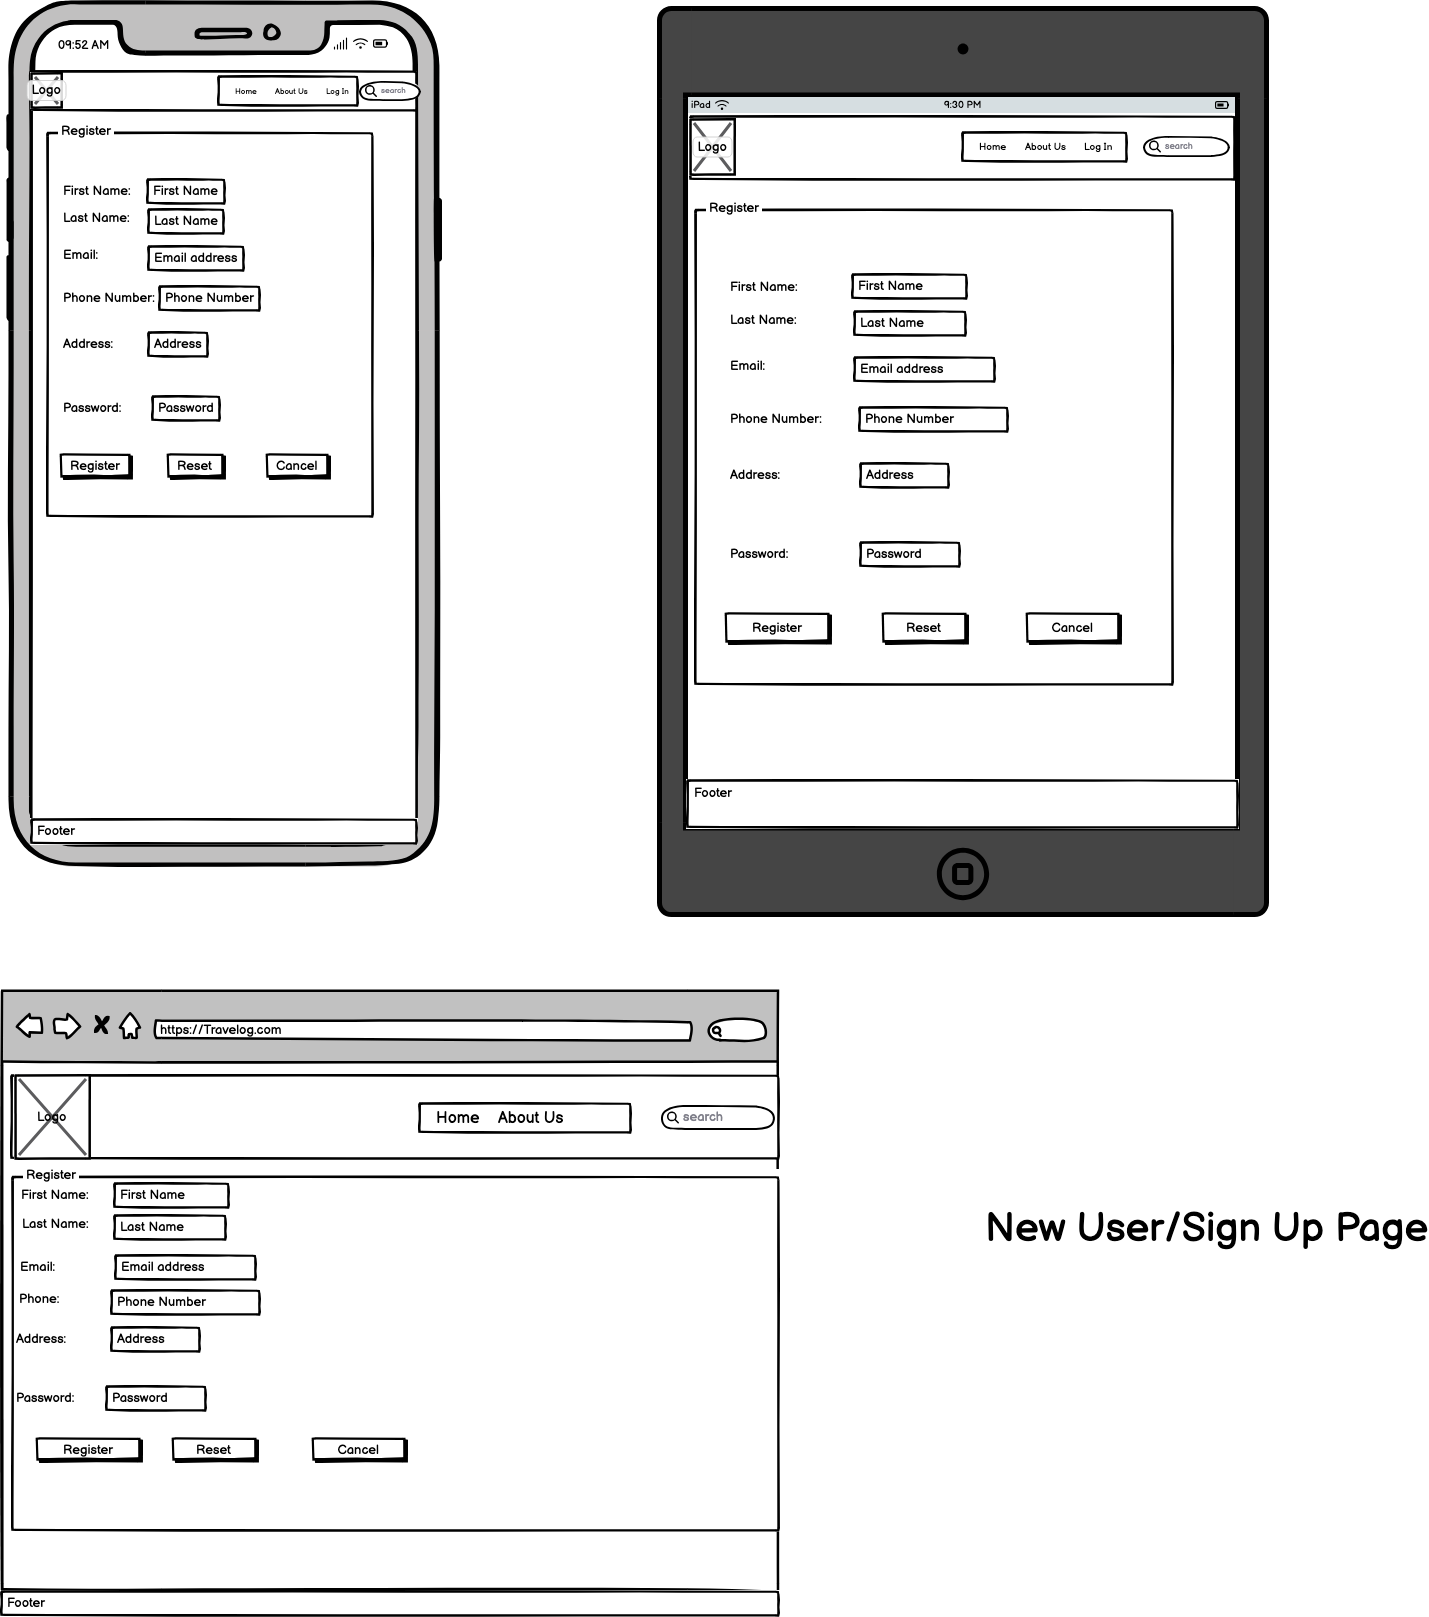 09:52 AM
Logo
Home About Us Log In
search
Register
First Name: First Name
Last Name: Last Name
Email: Email address
Phone Number: Phone Number
Address: Address
Password: Password
Register Reset Cancel
Footer
iPad 9:30 PM
Logo
Home About Us Log In
search
Register
First Name: First Name
Last Name: Last Name
Email: Email address
Phone Number: Phone Number
Address: Address
Password: Password
Register Reset Cancel
Footer
https://Travelog.com
Logo
Home About Us
search
Register
First Name: First Name
Last Name: Last Name
Email: Email address
Phone: Phone Number
Address: Address
Password: Password
Register Reset Cancel
Footer
New User/Sign Up Page